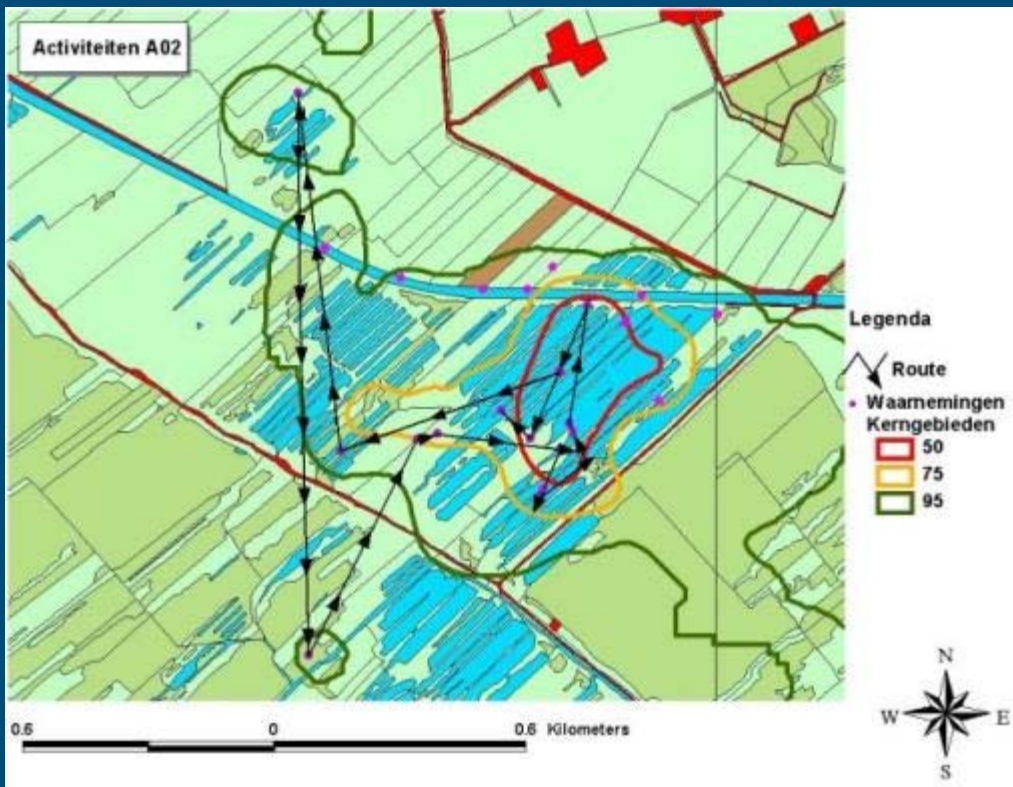 Activiteiten A02
Legenda
Route
Waarnemingen
Kerngebieden
50
75
95
N
W E
S
0.6 0 0.6 Kilometers